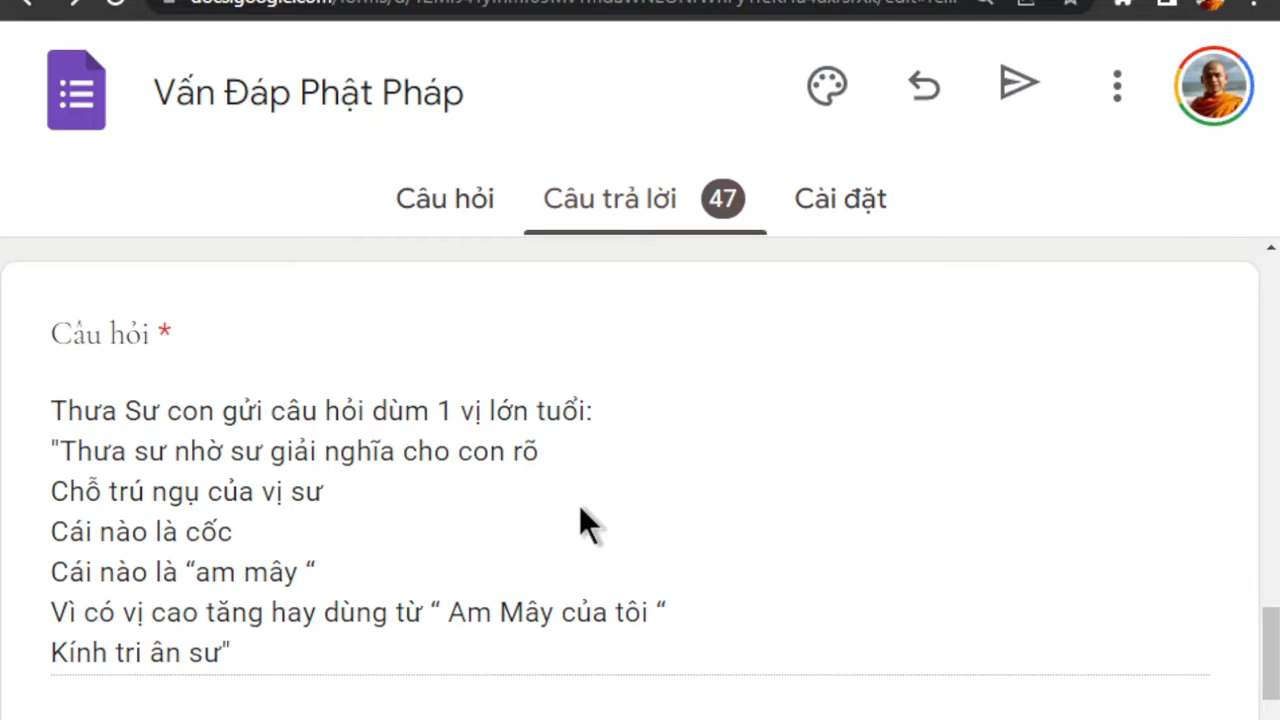 Vấn Đáp Phật Pháp
Câu hỏi
Câu trả lời 47
Cài đặt
Câu hỏi *
Thưa Sư con gửi câu hỏi dùm 1 vị lớn tuổi:
"Thưa sư nhờ sư giải nghĩa cho con rõ
Chỗ trú ngụ của vị sư
Cái nào là cốc
Cái nào là “am mây “
Vì có vị cao tăng hay dùng từ “ Am Mây của tôi “
Kính tri ân sư"